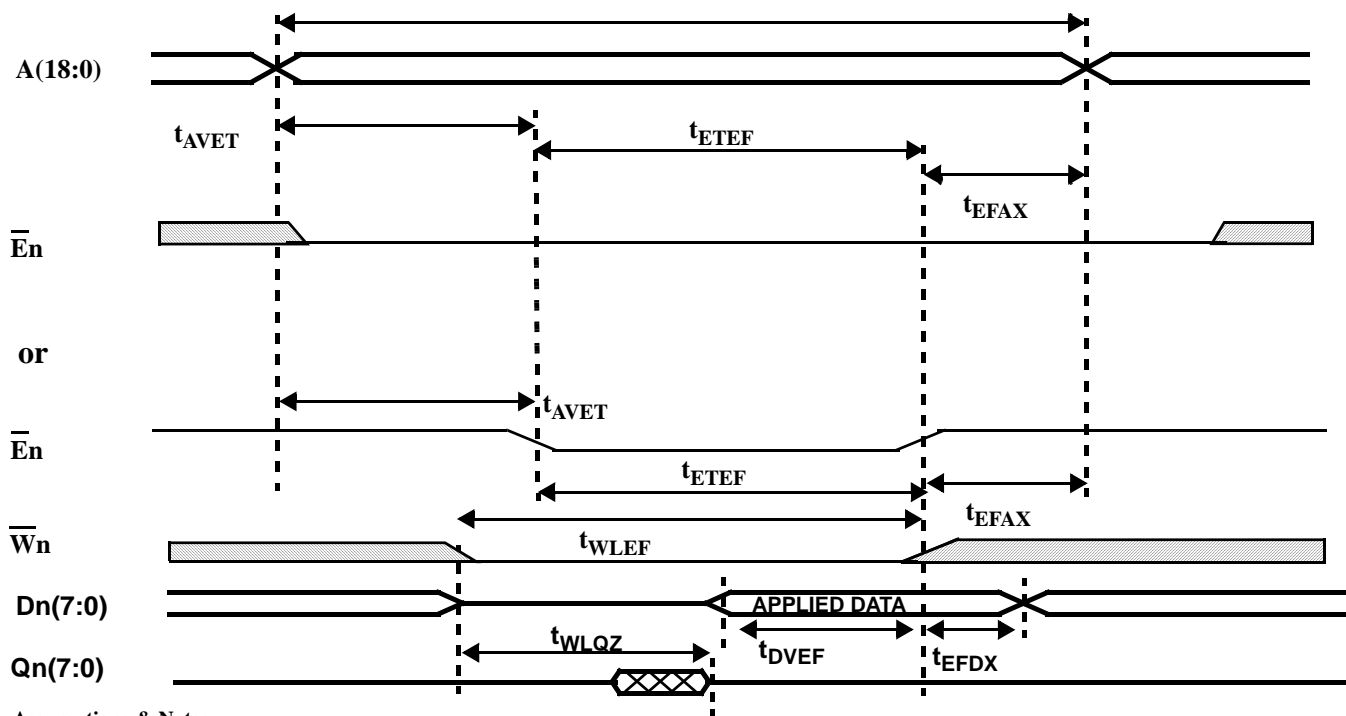 A(18:0)
tAVET
tETEF
tEFAX
En
or
tAVET
En
tETEF
tEFAX
Wn
tWLEF
Dn(7:0)
APPLIED DATA
tWLQZ
tDVEF
tEFDX
Qn(7:0)